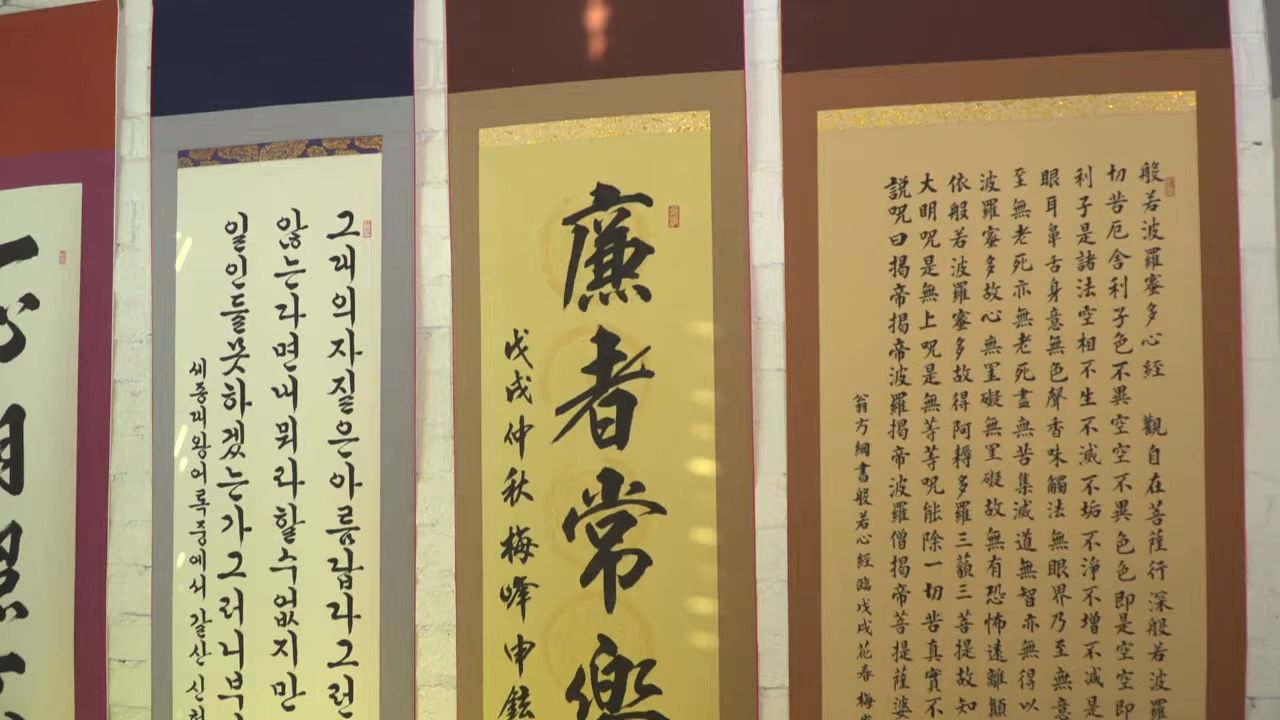 그대의자질은아름답다그런
않는다면내뭐라할수없지만
일인들못하겠는가그러니부
세종대왕어록중에서 갈산신
廉者常樂
戊戌仲秋梅峰申鉉
般若波羅蜜多心經 觀自在菩薩行深般若波羅
切苦厄舍利子色不異空空不異色色即是空空即
利子是諸法空相不生不滅不垢不淨不增不減是
眼耳鼻舌身意無色聲香味觸法無眼界乃至無意
至無老死亦無老死盡無苦集滅道無智亦無得以
波羅蜜多故心無罣礙無罣礙故無有恐怖遠離顛
依般若波羅蜜多故得阿耨多羅三藐三菩提故知
大明呪是無上呪是無等等呪能除一切苦真實不
説呪曰揭帝揭帝波羅揭帝波羅僧揭帝菩提薩婆
翁方綱書般若心經臨戊戌花春梅